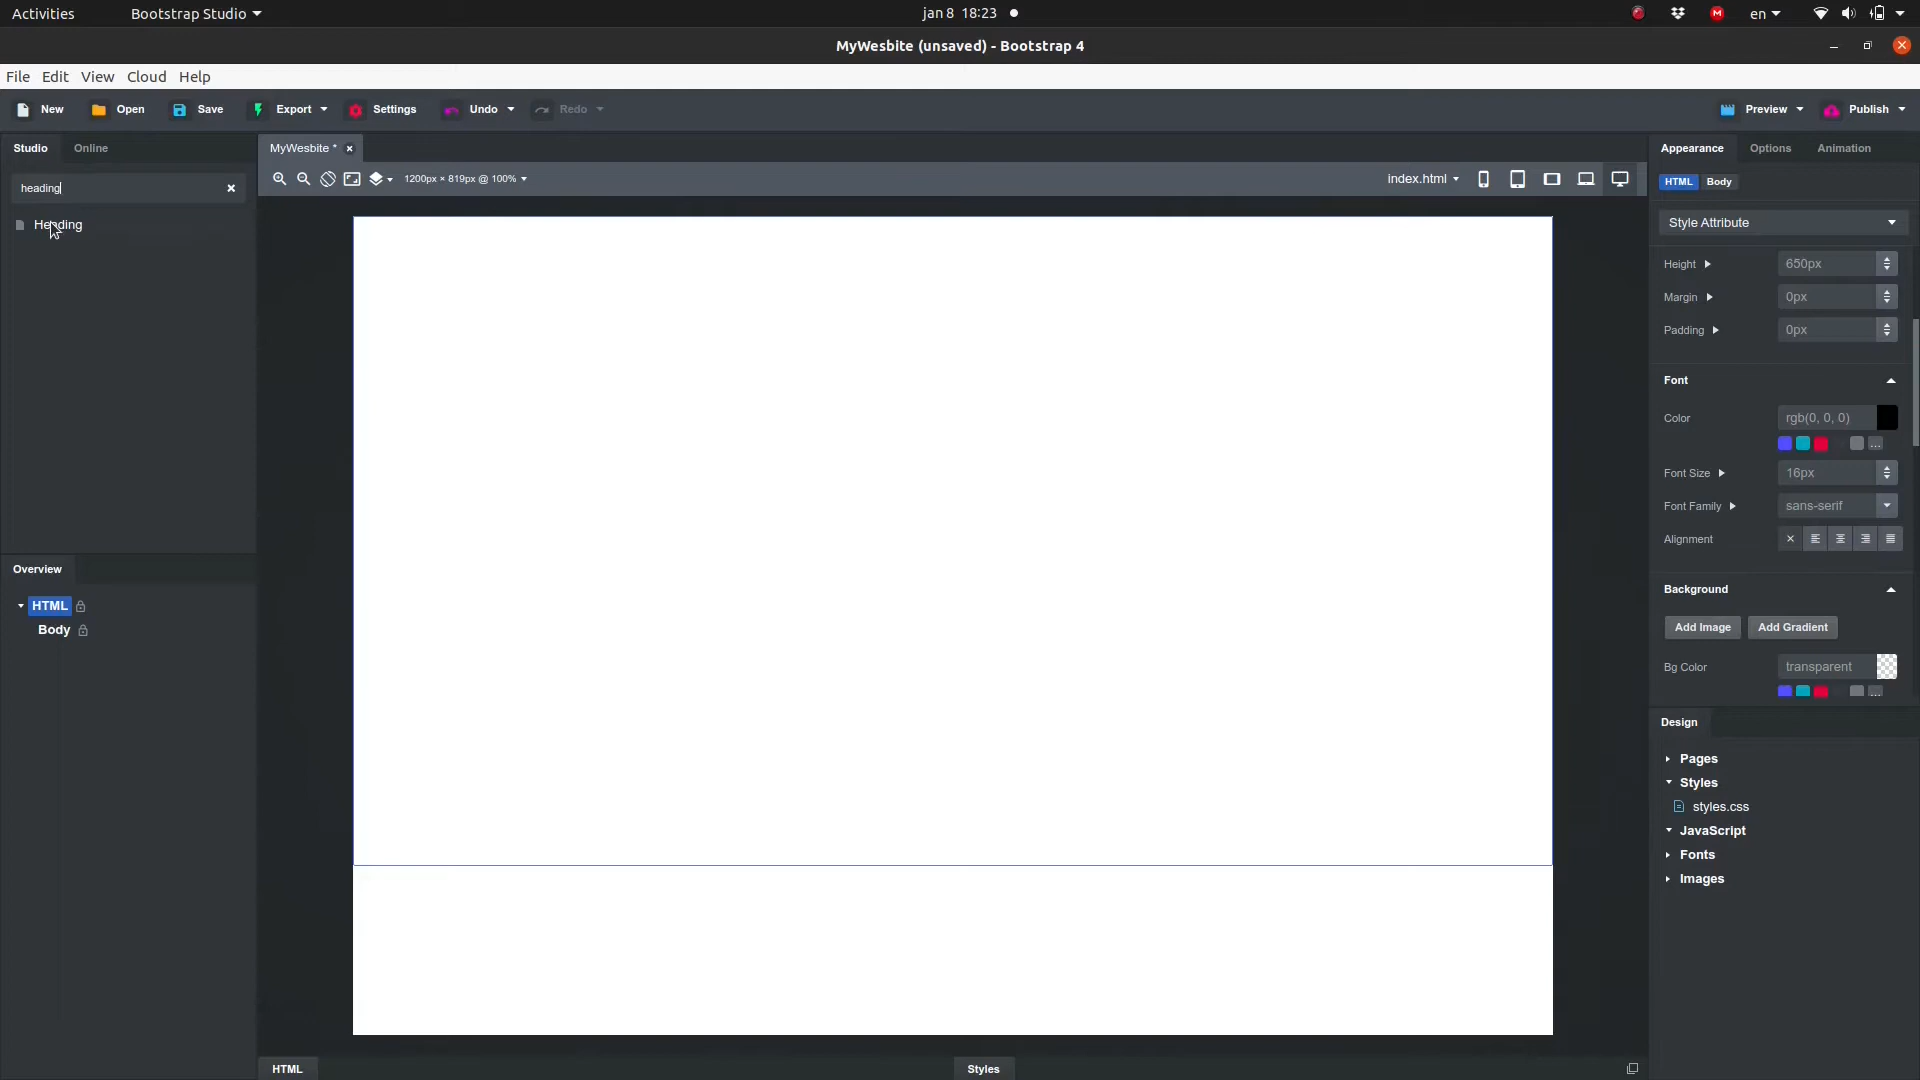 Activities
Bootstrap Studio
jan 8 18:23
en
MyWesbite (unsaved) - Bootstrap 4
File Edit View Cloud Help
New Open Save Export Settings Undo Redo
Preview Publish
Studio Online
heading
Heading
MyWesbite *
1200px × 819px @ 100%
index.html
Overview
HTML
Body
Appearance Options Animation
HTML Body
Style Attribute
Height 650px
Margin 0px
Padding 0px
Font
Color rgb(0, 0, 0)
...
Font Size 16px
Font Family sans-serif
Alignment
Background
Add Image Add Gradient
Bg Color transparent
...
Design
Pages
Styles
styles.css
JavaScript
Fonts
Images
HTML
Styles